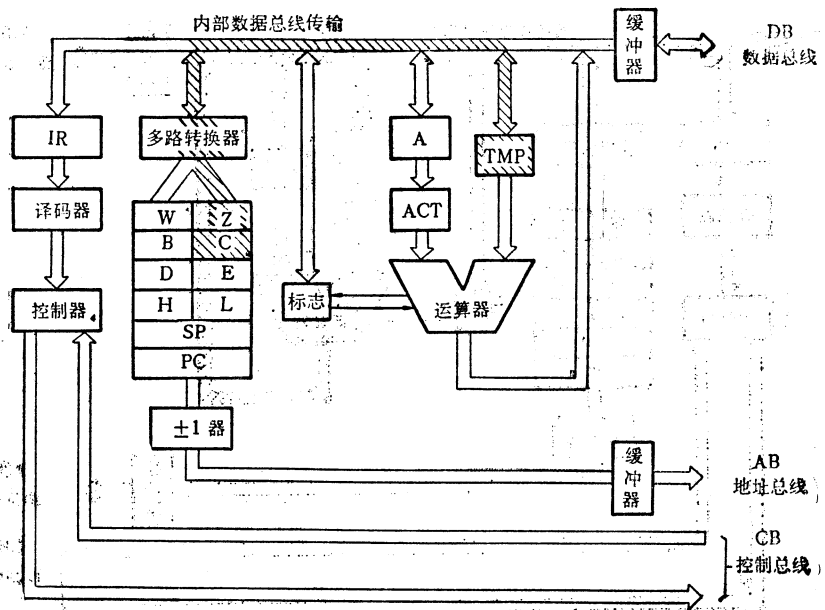 内部数据总线传输
缓冲器
DB
数据总线
IR
多路转换器
A
TMP
译码器
W
Z
ACT
B
C
D
E
控制器
H
L
标志
运算器
SP
PC
±1器
缓冲器
AB
地址总线
CB
控制总线